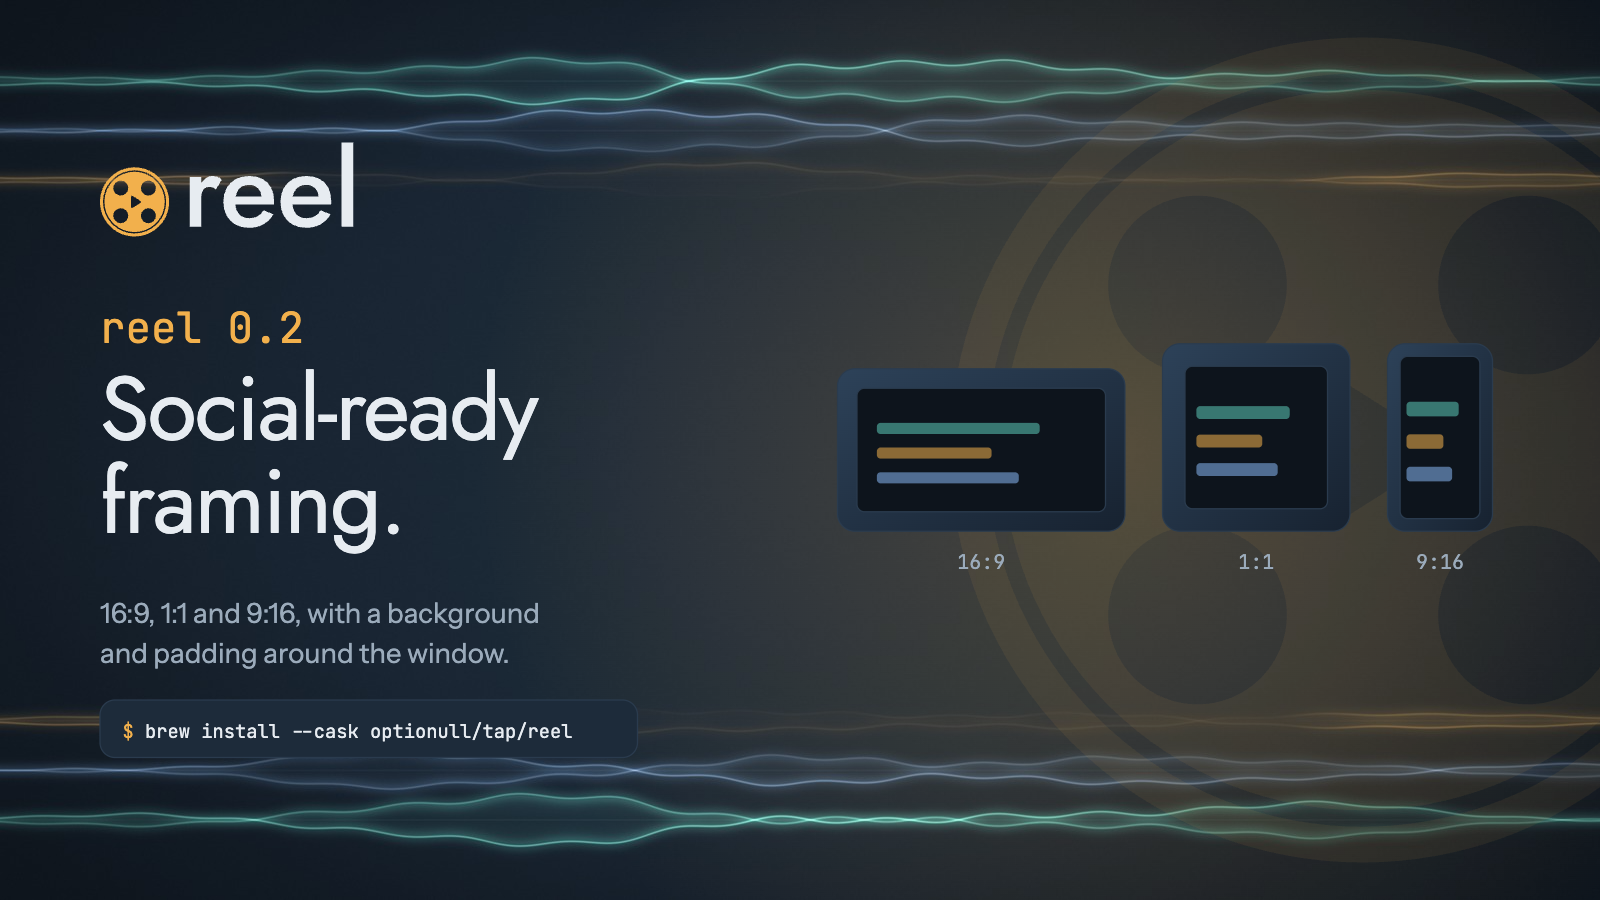 reel
reel 0.2
Social-ready
framing.
16:9, 1:1 and 9:16, with a background
and padding around the window.
$ brew install --cask optionull/tap/reel
16:9
1:1
9:16